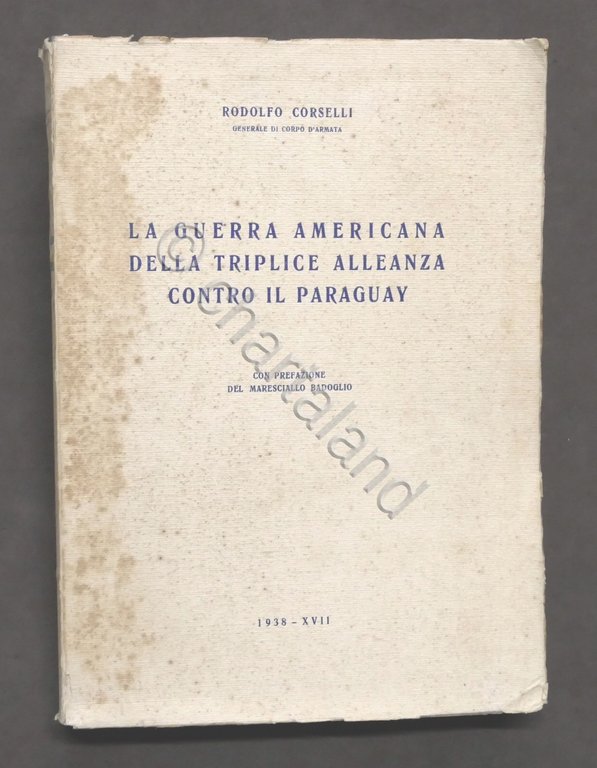 RODOLFO CORSELLI
GENERALE DI CORPO D'ARMATA
LA GUERRA AMERICANA
DELLA TRIPLICE ALLEANZA
CONTRO IL PARAGUAY
CON PREFAZIONE
DEL MARESCIALLO BADOGLIO
© chartaland
1938 – XVII